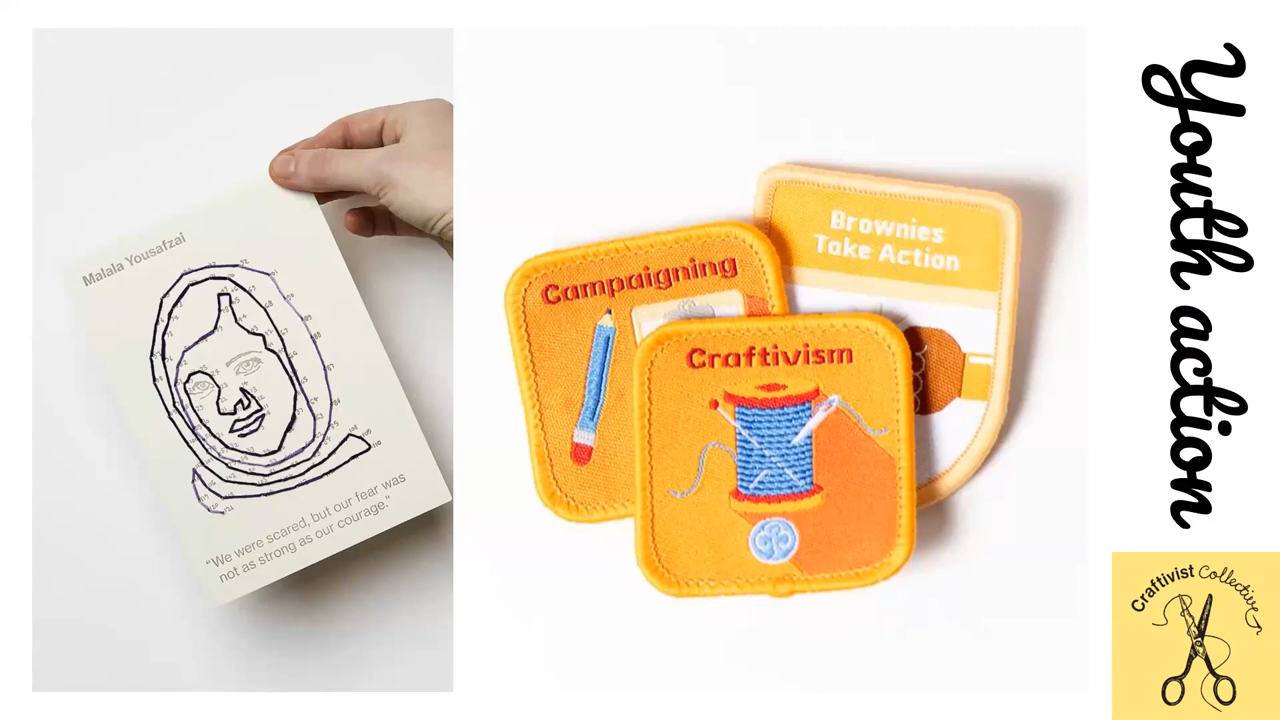 Malala Yousafzai
“We were scared, but our fear was
not as strong as our courage.”
Campaigning
Brownies
Take Action
Craftivism
Youth action
Craftivist Collective